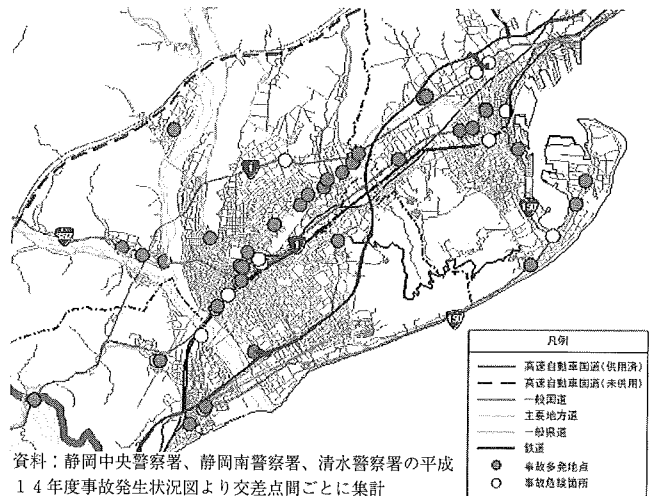 1
1
150
凡例
高速自動車国道(供用済)
高速自動車国道(未供用)
一般国道
主要地方道
一般県道
鉄道
事故多発地点
事故危険箇所
資料：静岡中央警察署、静岡南警察署、清水警察署の平成
１４年度事故発生状況図より交差点間ごとに集計